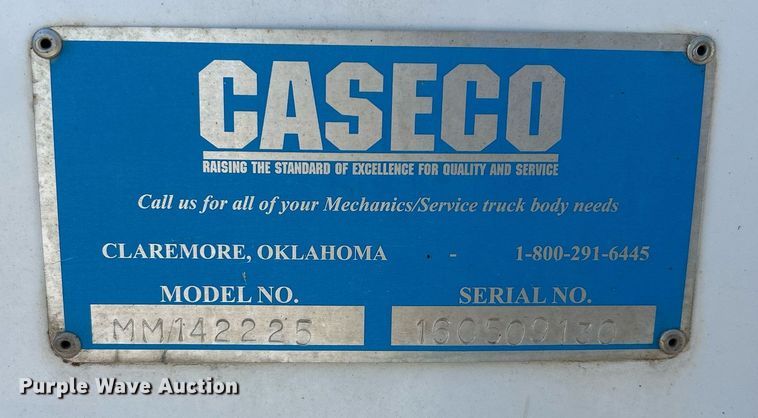 CASECO
RAISING THE STANDARD OF EXCELLENCE FOR QUALITY AND SERVICE
Call us for all of your Mechanics/Service truck body needs
CLAREMORE, OKLAHOMA - 1-800-291-6445
MODEL NO. SERIAL NO.
MM142225 160509130
Purple Wave Auction